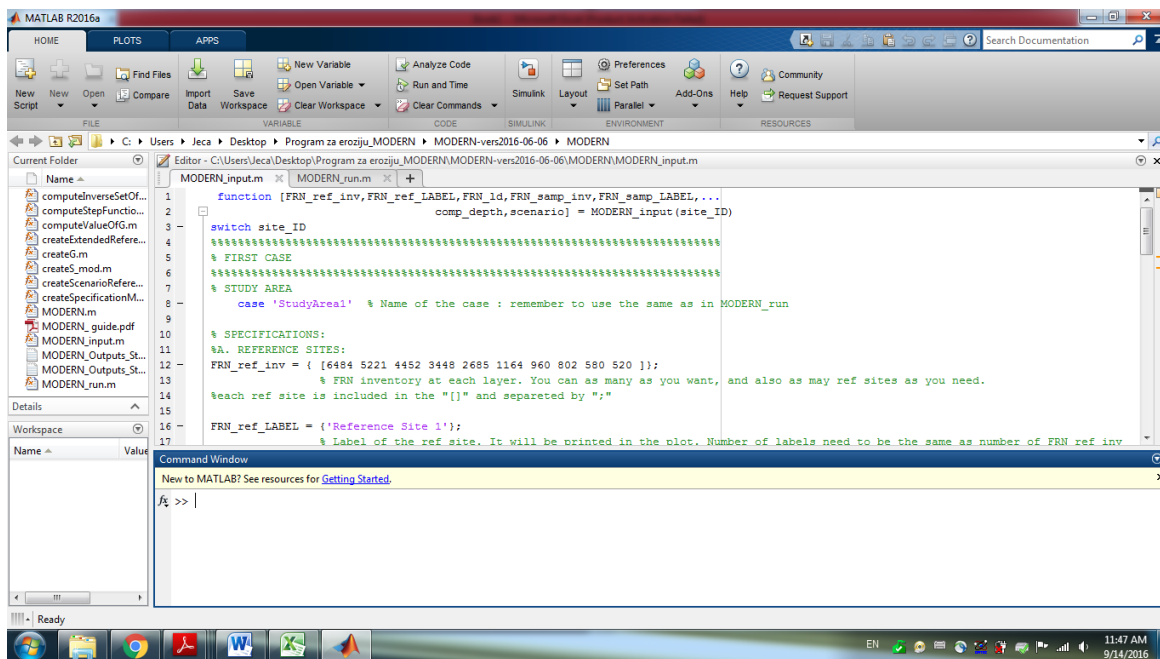 MATLAB R2016a
HOME PLOTS APPS Search Documentation
New Script New Open Find Files Compare Import Data Save Workspace New Variable Open Variable Clear Workspace Analyze Code Run and Time Clear Commands Simulink Layout Preferences Set Path Parallel Add-Ons Help Community Request Support
FILE VARIABLE CODE SIMULINK ENVIRONMENT RESOURCES
C: Users Jeca Desktop Program za eroziju_MODERN MODERN-vers2016-06-06 MODERN
Current Folder
Name
computeInverseSetOf...
computeStepFunctio...
computeValueOfG.m
createExtendedRefere...
createG.m
createS_mod.m
createScenarioRefere...
createSpecificationM...
MODERN.m
MODERN_ guide.pdf
MODERN_input.m
MODERN_Outputs_St...
MODERN_Outputs_St...
MODERN_run.m
Details
Workspace
Name Value
Editor - C:\Users\Jeca\Desktop\Program za eroziju_MODERN\MODERN-vers2016-06-06\MODERN\MODERN_input.m
MODERN_input.m MODERN_run.m
1 function [FRN_ref_inv,FRN_ref_LABEL,FRN_ld,FRN_samp_inv,FRN_samp_LABEL,...
2 comp_depth,scenario] = MODERN_input(site_ID)
3 switch site_ID
4 %%%%%%%%%%%%%%%%%%%%%%%%%%%%%%%%%%%%%%%%%%%%%%%%%%%%%%%%%%%%%%%%%%%%%%%%%%%
5 % FIRST CASE
6 %%%%%%%%%%%%%%%%%%%%%%%%%%%%%%%%%%%%%%%%%%%%%%%%%%%%%%%%%%%%%%%%%%%%%%%%%%%
7 % STUDY AREA
8 case 'StudyArea1' % Name of the case : remember to use the same as in MODERN_run
9
10 % SPECIFICATIONS:
11 %A. REFERENCE SITES:
12 FRN_ref_inv = { [6484 5221 4452 3448 2685 1164 960 802 580 520 ]};
13 % FRN inventory at each layer. You can as many as you want, and also as may ref sites as you need.
14 %each ref site is included in the "[]" and separeted by ";"
15
16 FRN_ref_LABEL = {'Reference Site 1'};
17 % Label of the ref site. It will be printed in the plot. Number of labels need to be the same as number of FRN ref inv
Command Window
New to MATLAB? See resources for Getting Started.
fx >>
Ready
EN 11:47 AM
9/14/2016